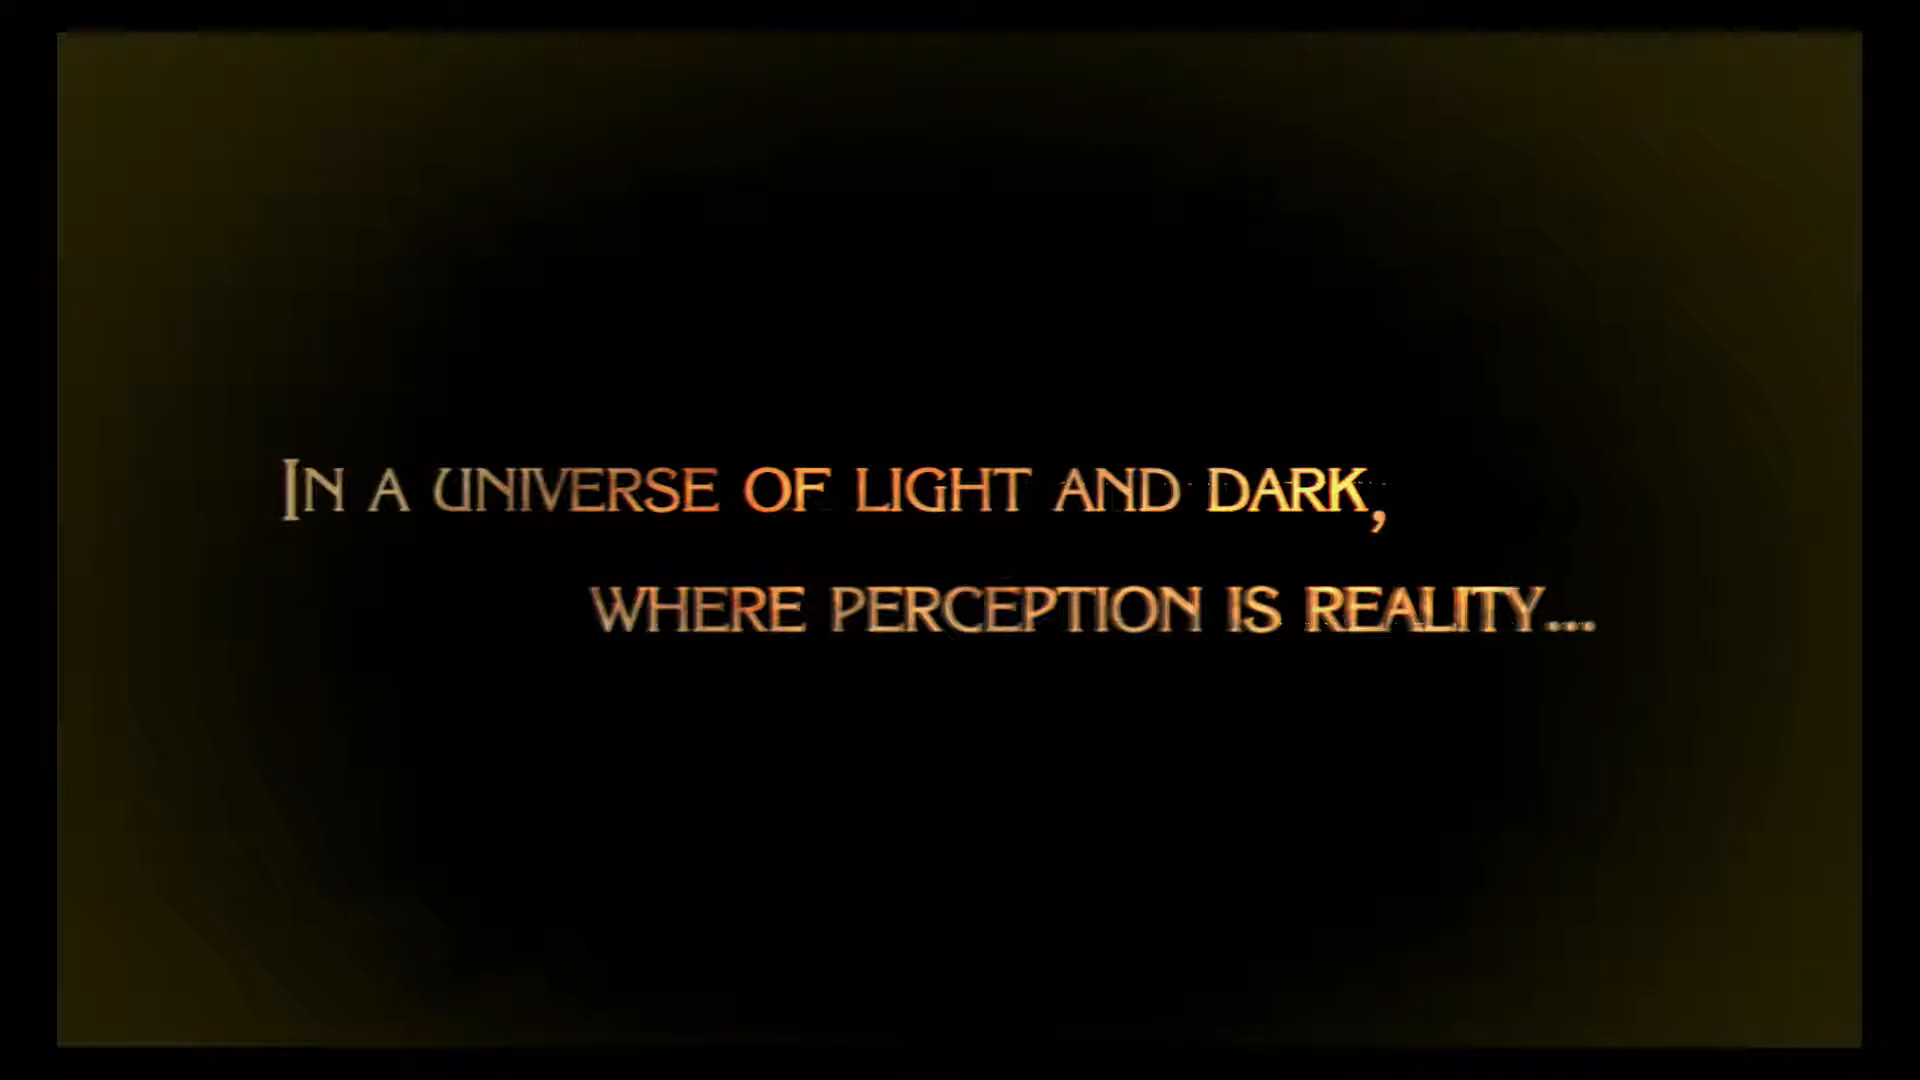 In a universe of light and dark,
where perception is reality...